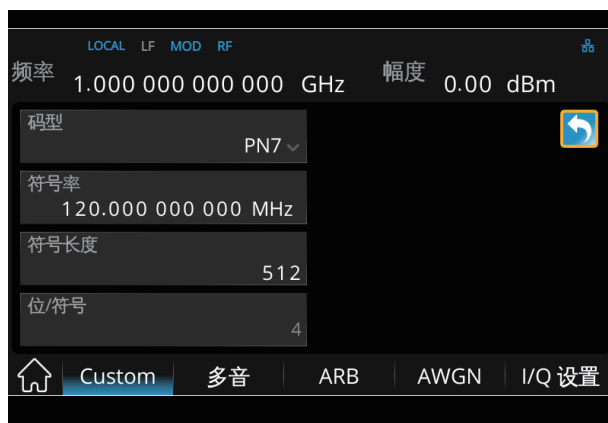 LOCAL LF MOD RF
频率 1.000 000 000 000 GHz 幅度 0.00 dBm
码型
PN7
符号率
120.000 000 000 MHz
符号长度
512
位/符号
4
Custom 多音 ARB AWGN I/Q 设置